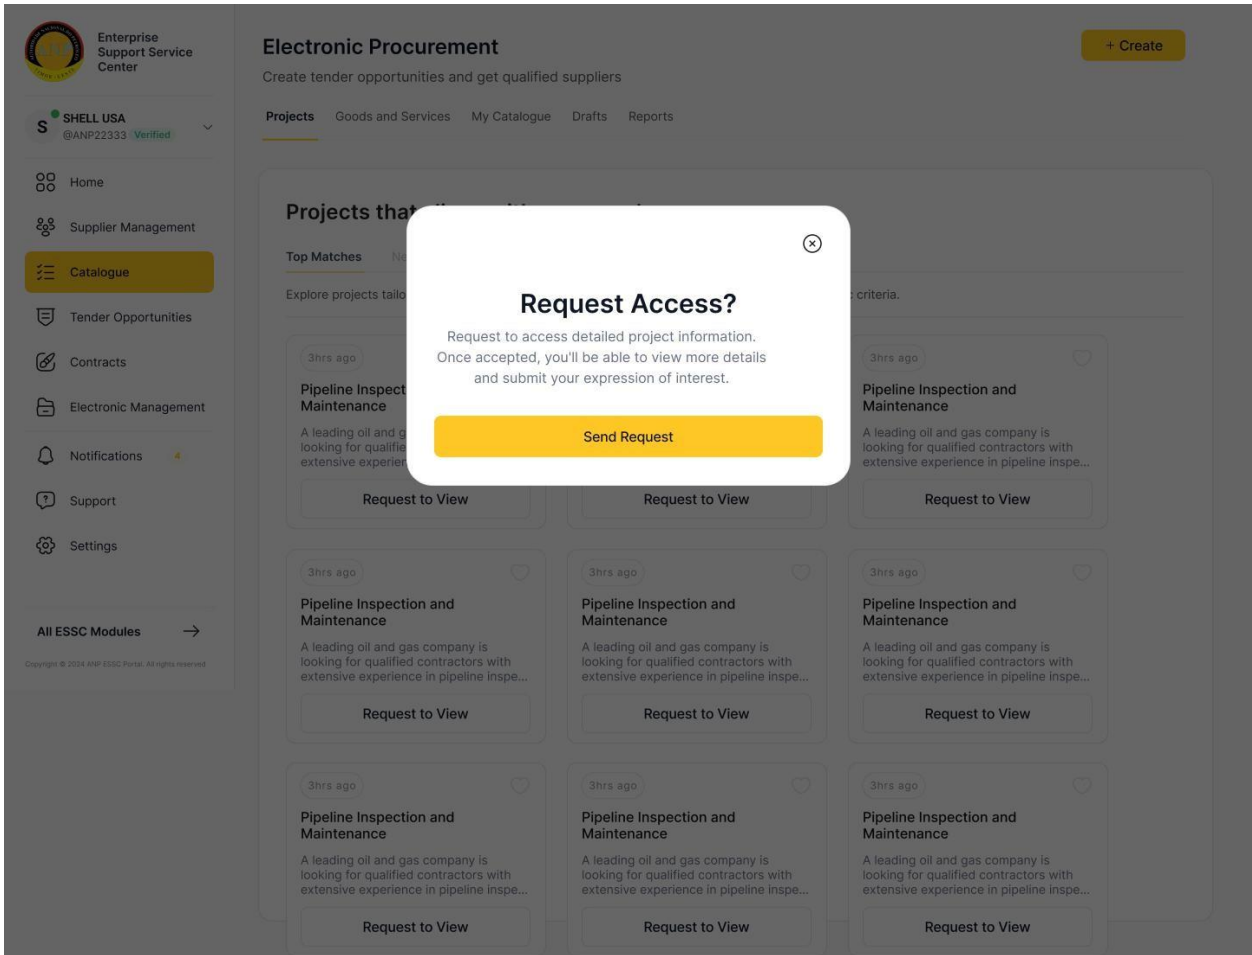 Enterprise
Support Service
Center
S
SHELL USA
@ANP22333 Verified
Home
Supplier Management
Catalogue
Tender Opportunities
Contracts
Electronic Management
Notifications 4
Support
Settings
All ESSC Modules
Copyright © 2024 ANP ESSC Portal. All rights reserved
Electronic Procurement
Create tender opportunities and get qualified suppliers
+ Create
Projects Goods and Services My Catalogue Drafts Reports
Projects that
Top Matches
Explore projects
criteria.
Request Access?
Request to access detailed project information.
Once accepted, you'll be able to view more details
and submit your expression of interest.
Send Request
3hrs ago
Pipeline
Maintenance
A leading oil and
looking for
extensive
Request to View
Request to View
3hrs ago
Pipeline Inspection and
Maintenance
A leading oil and gas company is
looking for qualified contractors with
extensive experience in pipeline inspe...
Request to View
3hrs ago
Pipeline Inspection and
Maintenance
A leading oil and gas company is
looking for qualified contractors with
extensive experience in pipeline inspe...
Request to View
3hrs ago
Pipeline Inspection and
Maintenance
A leading oil and gas company is
looking for qualified contractors with
extensive experience in pipeline inspe...
Request to View
3hrs ago
Pipeline Inspection and
Maintenance
A leading oil and gas company is
looking for qualified contractors with
extensive experience in pipeline inspe...
Request to View
3hrs ago
Pipeline Inspection and
Maintenance
A leading oil and gas company is
looking for qualified contractors with
extensive experience in pipeline inspe...
Request to View
3hrs ago
Pipeline Inspection and
Maintenance
A leading oil and gas company is
looking for qualified contractors with
extensive experience in pipeline inspe...
Request to View
3hrs ago
Pipeline Inspection and
Maintenance
A leading oil and gas company is
looking for qualified contractors with
extensive experience in pipeline inspe...
Request to View